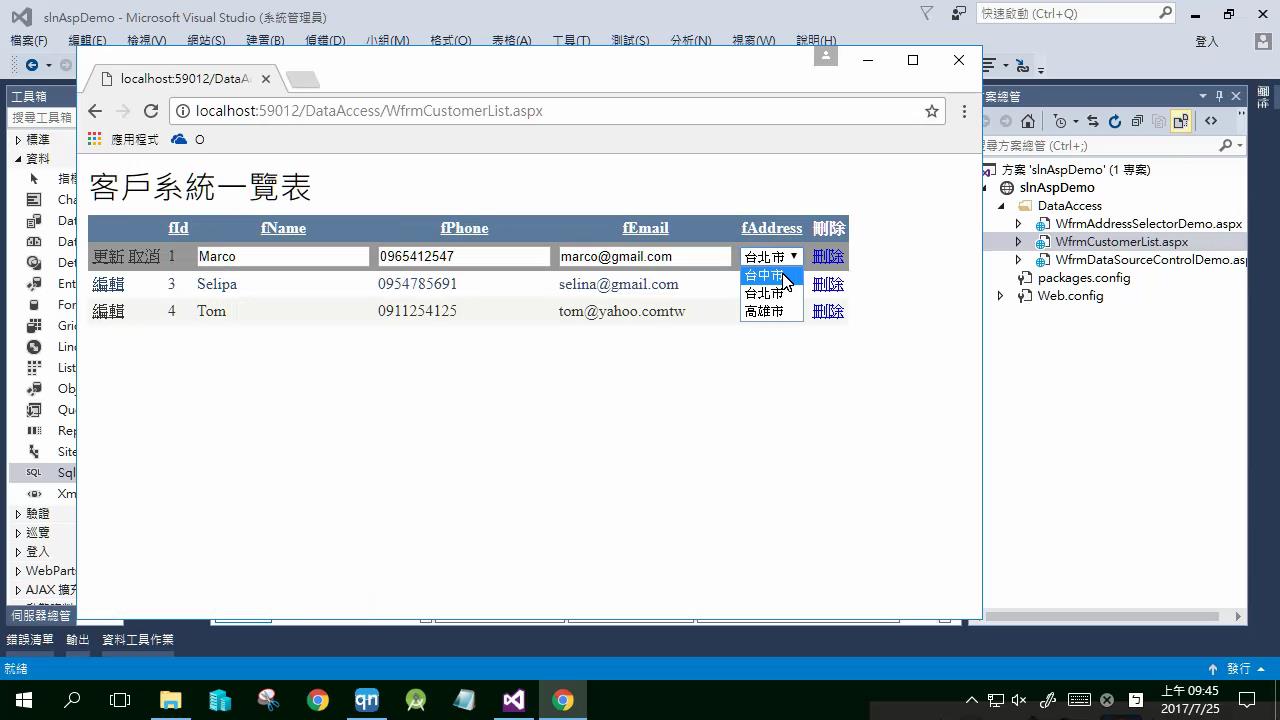 slnAspDemo - Microsoft Visual Studio (系統管理員)
快速啟動 (Ctrl+Q)
檔案(F) 編輯(E) 檢視(V) 網站(S) 建置(B) 偵錯(D) 小組(M) 格式(O) 表格(A) 工具(T) 測試(S) 分析(N) 視窗(W) 說明(H)
登入
localhost:59012/DataA
localhost:59012/DataAccess/WfrmCustomerList.aspx
應用程式 O
客戶系統一覽表
fId fName fPhone fEmail fAddress 刪除
更新 取消 1 Marco 0965412547 marco@gmail.com 台北市 刪除
編輯 3 Selipa 0954785691 selina@gmail.com 刪除
編輯 4 Tom 0911254125 tom@yahoo.comtw 刪除
台中市
台北市
高雄市
工具箱
搜尋工具箱
標準
資料
指標
Cha
Dat
Dat
Det
Ent
For
Grid
Lin
List
Obj
Que
Rep
Site
SQL Sql
Xm
驗證
巡覽
登入
WebPart
AJAX 擴充
伺服器總管
案總管
搜尋方案總管 (Ctrl+;)
方案 'slnAspDemo' (1 專案)
slnAspDemo
DataAccess
WfrmAddressSelectorDemo.aspx
WfrmCustomerList.aspx
WfrmDataSourceControlDemo.asp
packages.config
Web.config
錯誤清單 輸出 資料工具作業
就緒
發行
qn
上午 09:45
2017/7/25